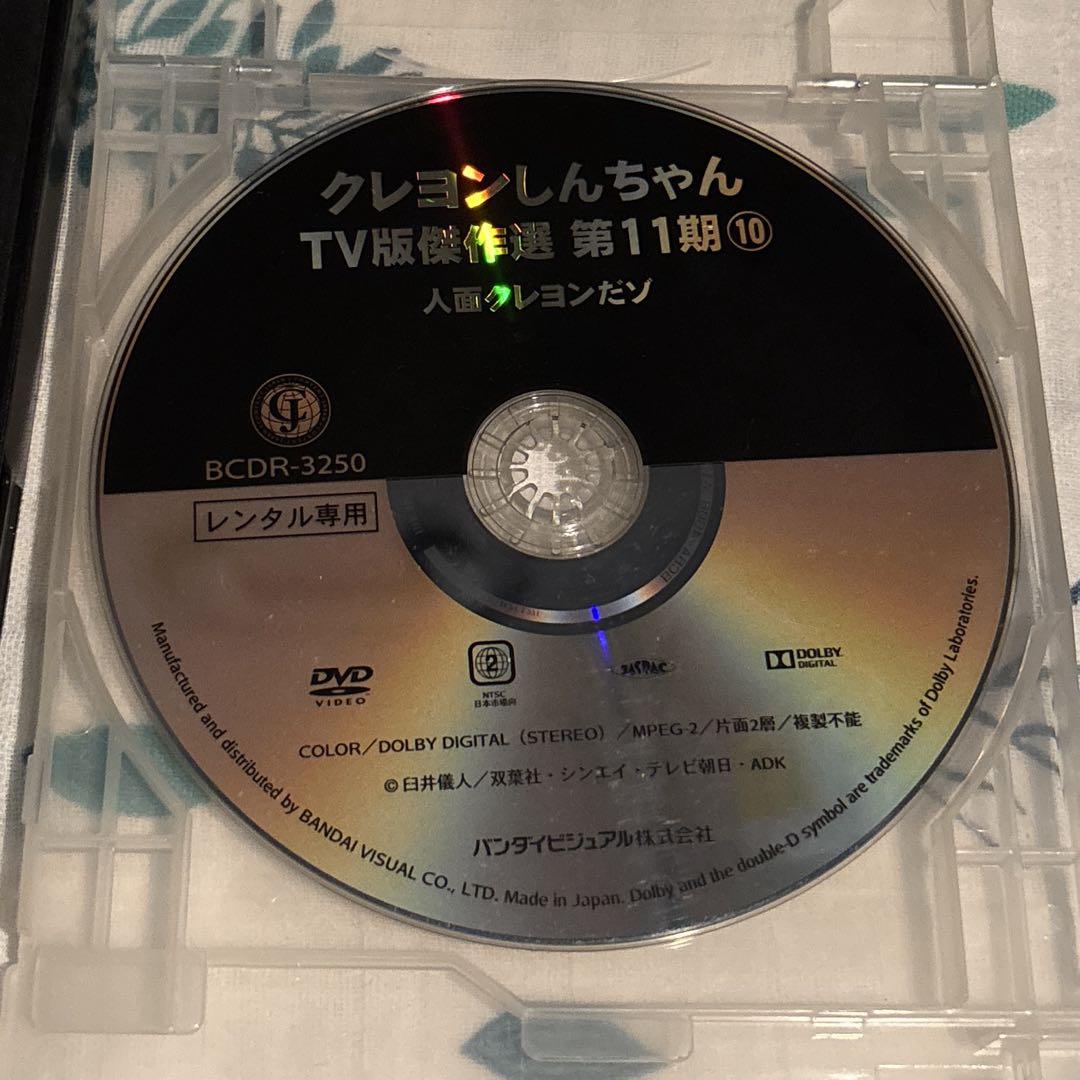 クレヨンしんちゃん
TV版傑作選 第11期⑩
人面クレヨンだゾ
BCDR-3250
レンタル専用
DVD
VIDEO
2
NTSC
日本市場向
DOLBY
DIGITAL
COLOR／DOLBY DIGITAL（STEREO）／MPEG-2／片面2層／複製不能
©臼井儀人／双葉社・シンエイ・テレビ朝日・ADK
バンダイビジュアル株式会社
Manufactured and distributed by BANDAI VISUAL CO., LTD. Made in Japan. Dolby and the double-D symbol are trademarks of Dolby Laboratories.